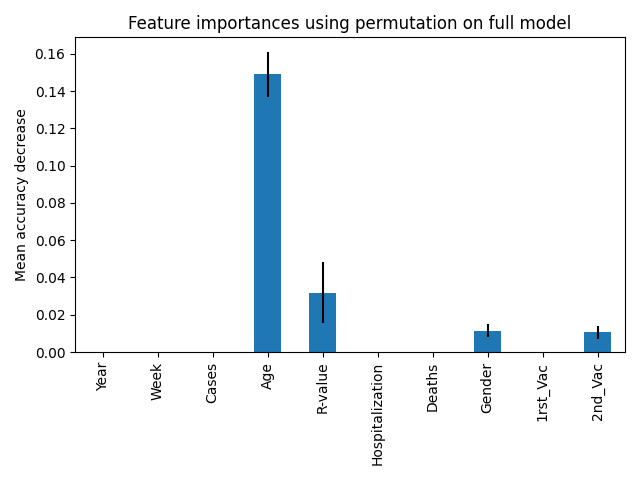 Feature importances using permutation on full model
Mean accuracy decrease
0.16
0.14
0.12
0.10
0.08
0.06
0.04
0.02
0.00
Year
Week
Cases
Age
R-value
Hospitalization
Deaths
Gender
1rst_Vac
2nd_Vac